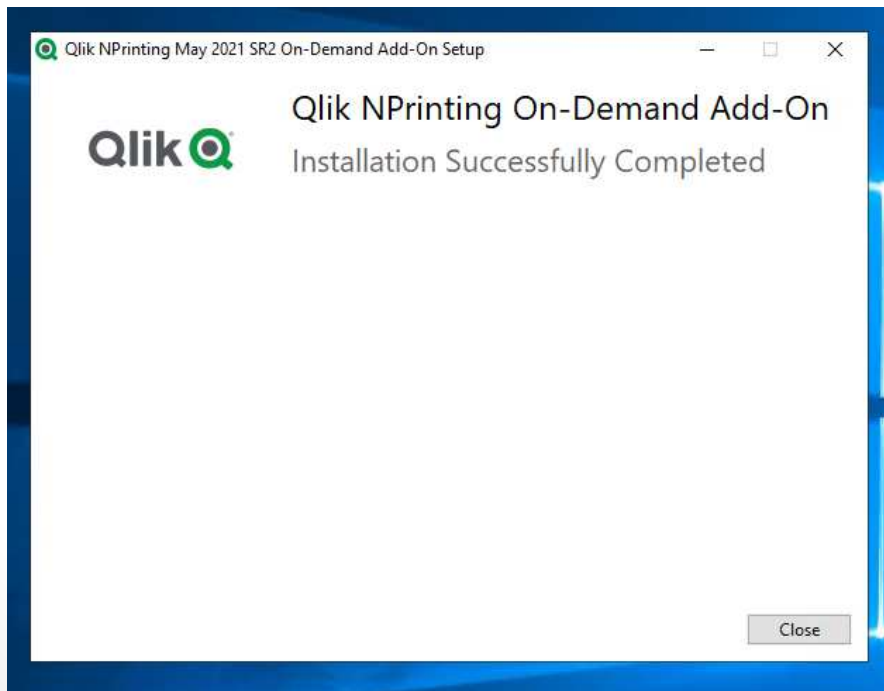 Qlik NPrinting May 2021 SR2 On-Demand Add-On Setup
Qlik
Qlik NPrinting On-Demand Add-On
Installation Successfully Completed
Close